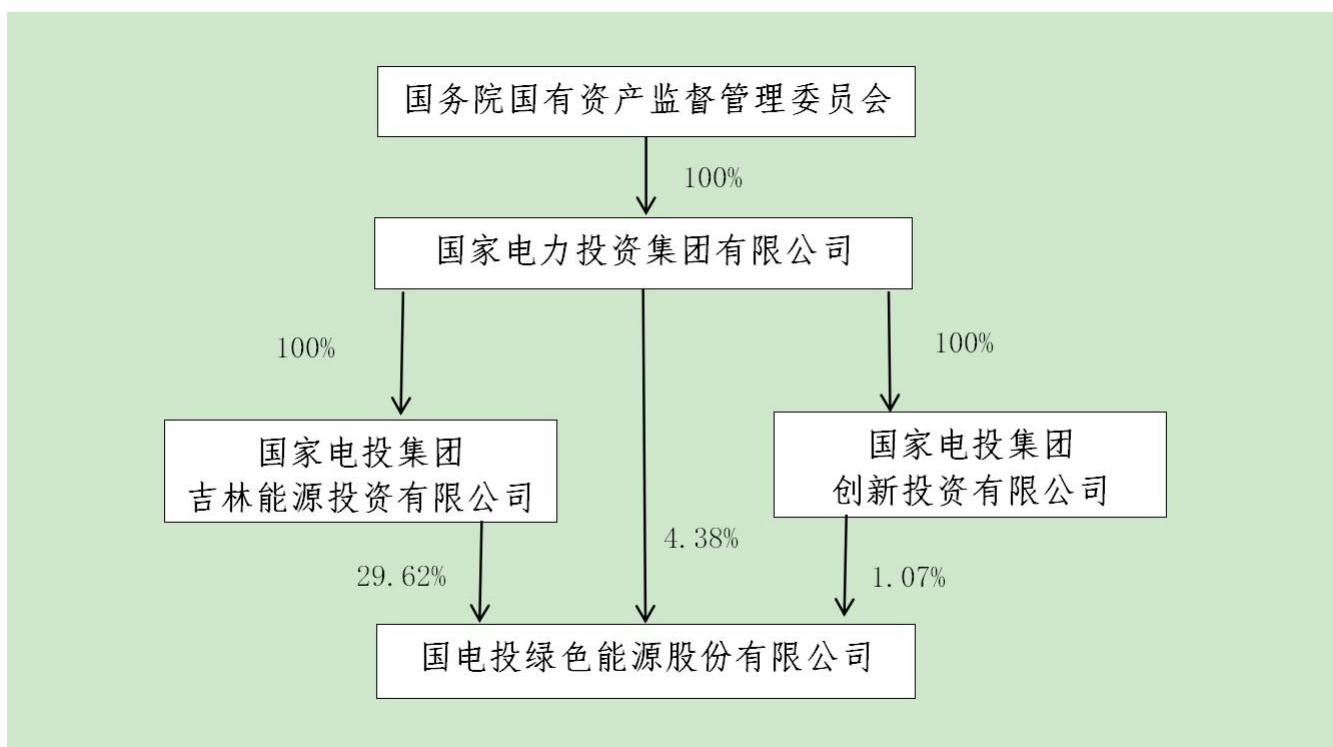 国务院国有资产监督管理委员会
100%
国家电力投资集团有限公司
100%
100%
国家电投集团
吉林能源投资有限公司
国家电投集团
创新投资有限公司
4.38%
29.62%
1.07%
国电投绿色能源股份有限公司